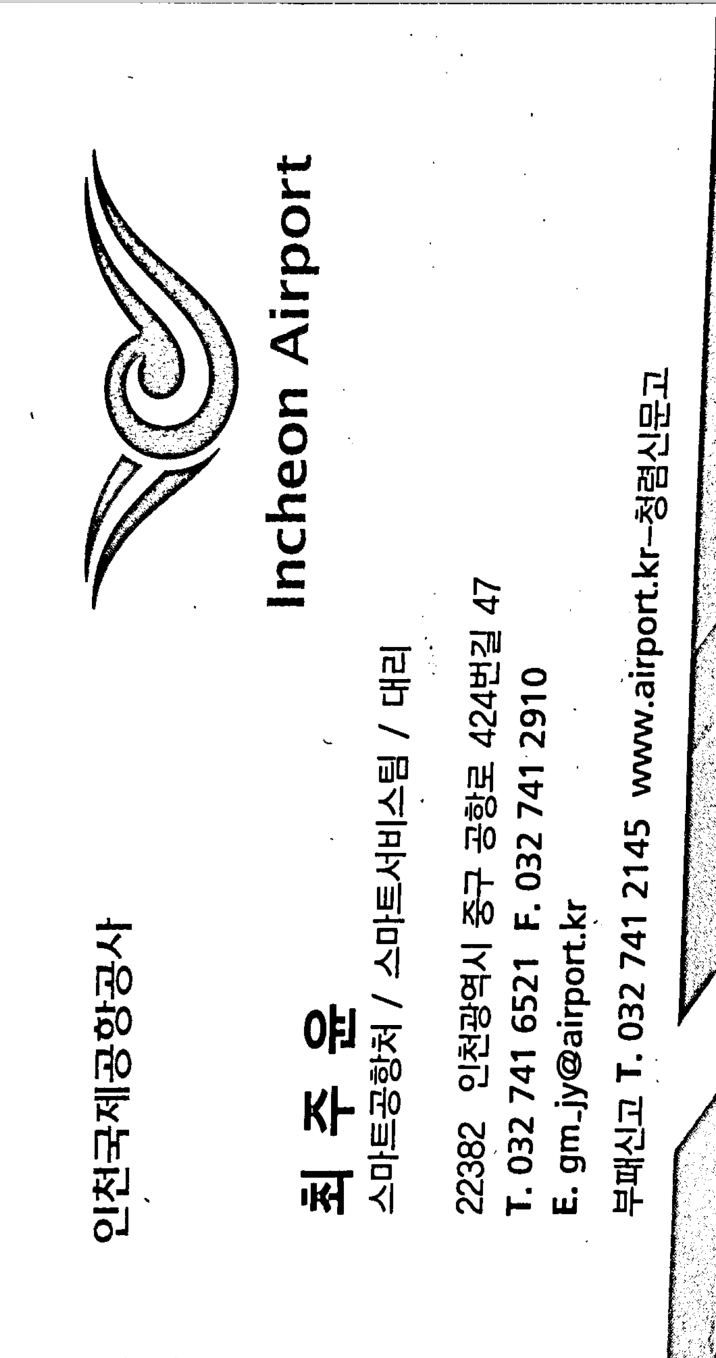 인천국제공항공사
Incheon Airport
최 주 윤
스마트공항처 / 스마트서비스팀 / 대리
22382 인천광역시 중구 공항로 424번길 47
T. 032 741 6521 F. 032 741 2910
E. gm_jy@airport.kr
부패신고 T. 032 741 2145 www.airport.kr–청렴신문고